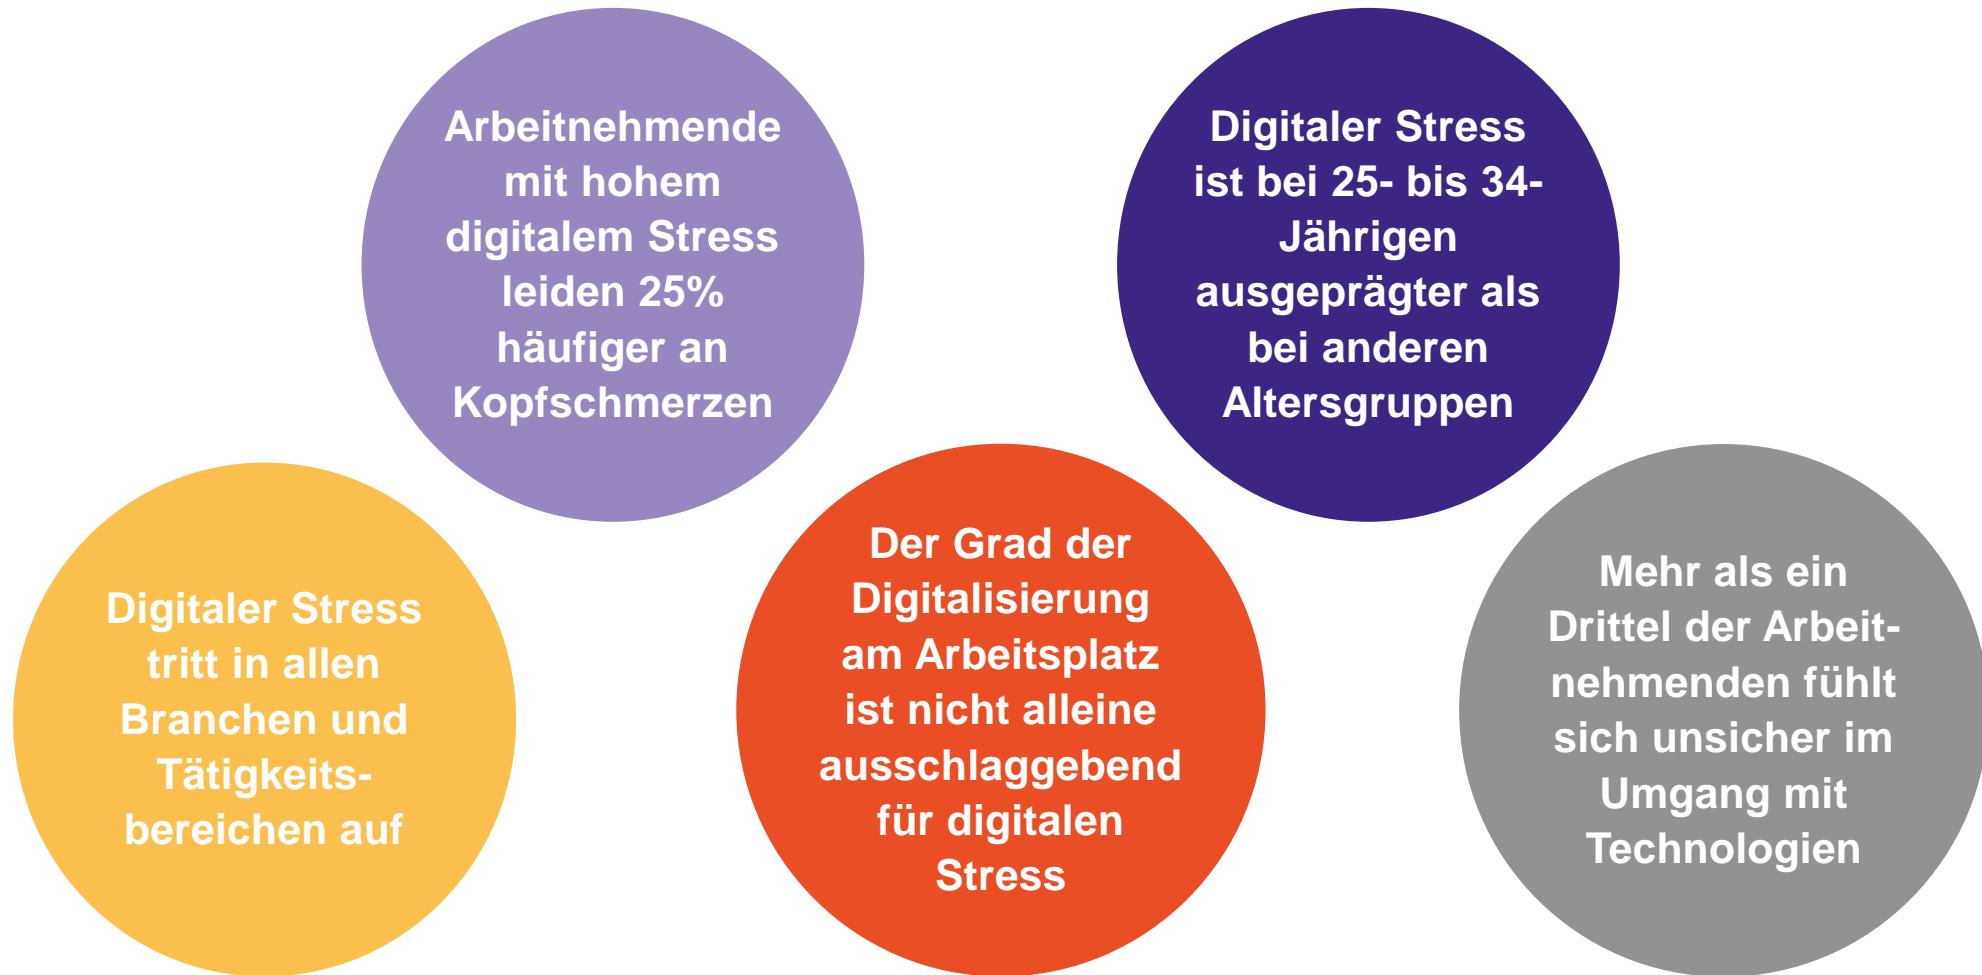 Arbeitnehmende
mit hohem
digitalem Stress
leiden 25%
häufiger an
Kopfschmerzen
Digitaler Stress
ist bei 25- bis 34-
Jährigen
ausgeprägter als
bei anderen
Altersgruppen
Digitaler Stress
tritt in allen
Branchen und
Tätigkeits-
bereichen auf
Der Grad der
Digitalisierung
am Arbeitsplatz
ist nicht alleine
ausschlaggebend
für digitalen
Stress
Mehr als ein
Drittel der Arbeit-
nehmenden fühlt
sich unsicher im
Umgang mit
Technologien